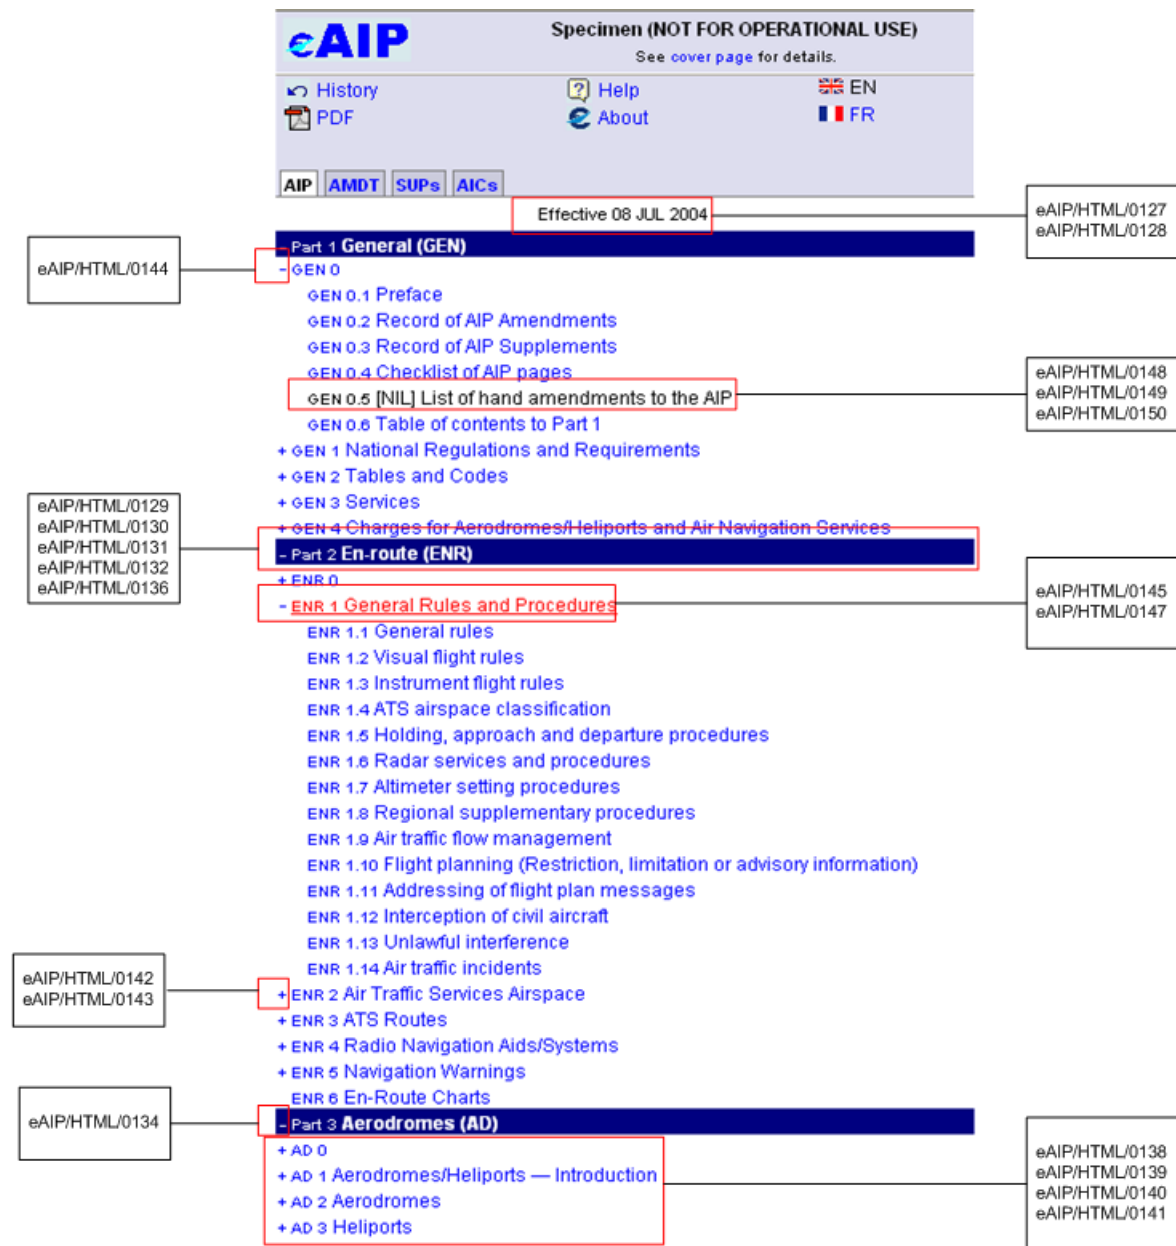 eAIP
Specimen (NOT FOR OPERATIONAL USE)
See cover page for details.
History
Help
EN
PDF
About
FR
AIP AMDT SUPs AICs
Effective 08 JUL 2004
eAIP/HTML/0127
eAIP/HTML/0128
- Part 1 General (GEN)
eAIP/HTML/0144
- GEN 0
GEN 0.1 Preface
GEN 0.2 Record of AIP Amendments
GEN 0.3 Record of AIP Supplements
GEN 0.4 Checklist of AIP pages
GEN 0.5 [NIL] List of hand amendments to the AIP
eAIP/HTML/0148
eAIP/HTML/0149
eAIP/HTML/0150
GEN 0.6 Table of contents to Part 1
+ GEN 1 National Regulations and Requirements
+ GEN 2 Tables and Codes
+ GEN 3 Services
+ GEN 4 Charges for Aerodromes/Heliports and Air Navigation Services
eAIP/HTML/0129
eAIP/HTML/0130
eAIP/HTML/0131
eAIP/HTML/0132
eAIP/HTML/0136
- Part 2 En-route (ENR)
+ ENR 0
- ENR 1 General Rules and Procedures
eAIP/HTML/0145
eAIP/HTML/0147
ENR 1.1 General rules
ENR 1.2 Visual flight rules
ENR 1.3 Instrument flight rules
ENR 1.4 ATS airspace classification
ENR 1.5 Holding, approach and departure procedures
ENR 1.6 Radar services and procedures
ENR 1.7 Altimeter setting procedures
ENR 1.8 Regional supplementary procedures
ENR 1.9 Air traffic flow management
ENR 1.10 Flight planning (Restriction, limitation or advisory information)
ENR 1.11 Addressing of flight plan messages
ENR 1.12 Interception of civil aircraft
ENR 1.13 Unlawful interference
ENR 1.14 Air traffic incidents
eAIP/HTML/0142
eAIP/HTML/0143
+ ENR 2 Air Traffic Services Airspace
+ ENR 3 ATS Routes
+ ENR 4 Radio Navigation Aids/Systems
+ ENR 5 Navigation Warnings
ENR 6 En-Route Charts
eAIP/HTML/0134
- Part 3 Aerodromes (AD)
+ AD 0
+ AD 1 Aerodromes/Heliports — Introduction
+ AD 2 Aerodromes
+ AD 3 Heliports
eAIP/HTML/0138
eAIP/HTML/0139
eAIP/HTML/0140
eAIP/HTML/0141